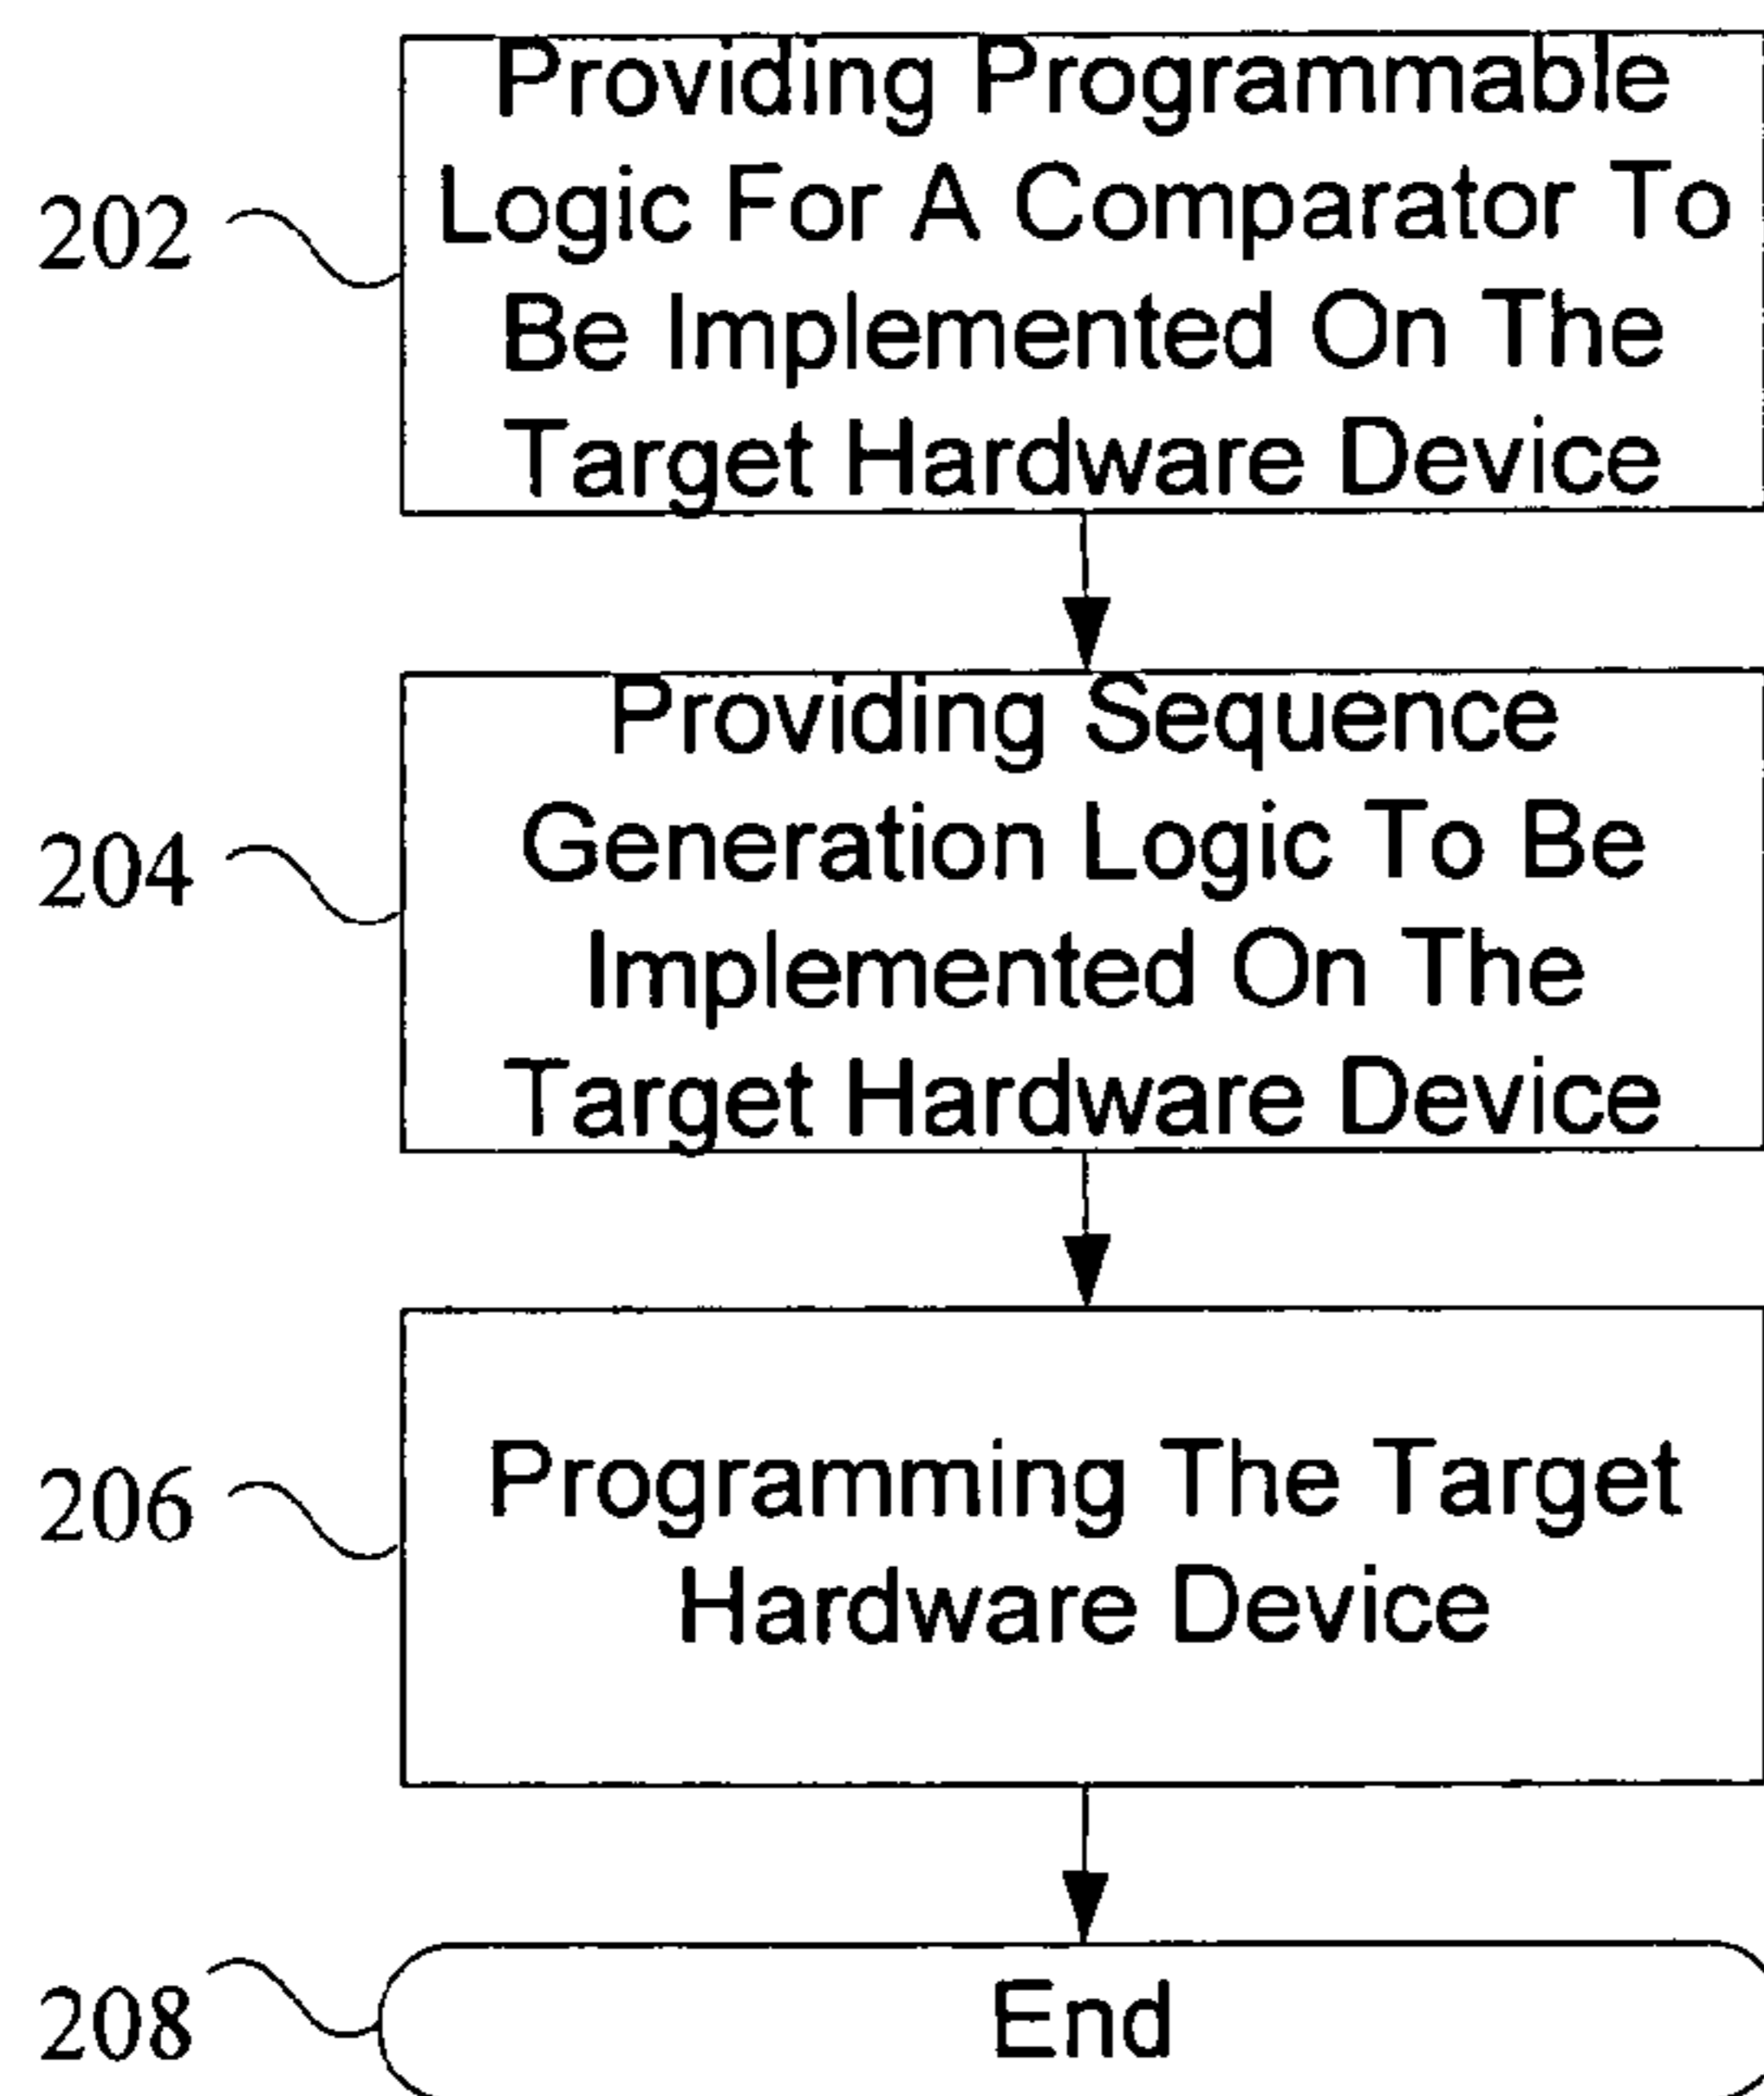 Providing Programmable
202
Logic For A Comparator To
Be Implemented On The
Target Hardware Device
Providing Sequence
204
Generation Logic To Be
Implemented On The
Target Hardware Device
206
Programming The Target
Hardware Device
208
End